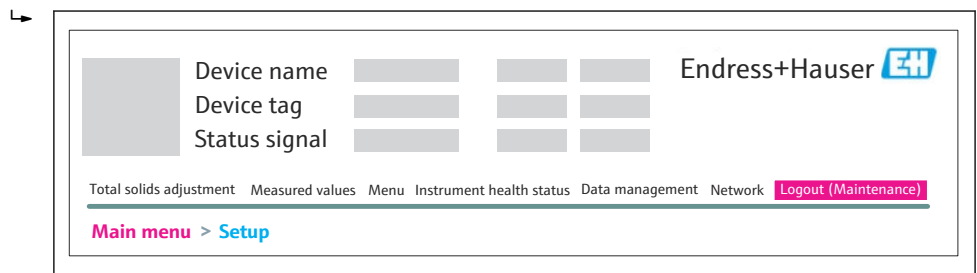 Device name
Endress+Hauser EH
Device tag
Status signal
Total solids adjustment Measured values Menu Instrument health status Data management Network Logout (Maintenance)
Main menu > Setup